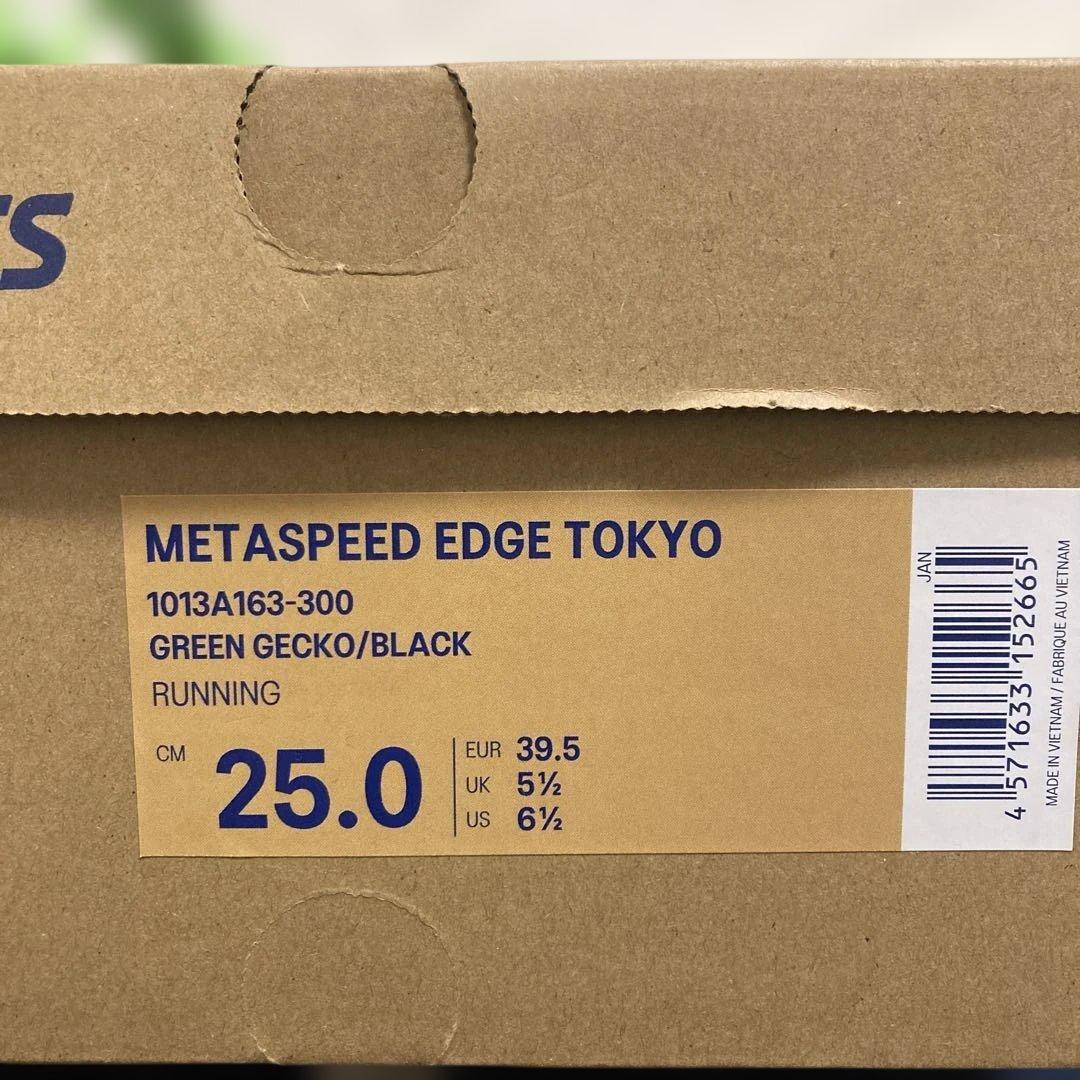 METASPEED EDGE TOKYO
1013A163-300
GREEN GECKO/BLACK
RUNNING
CM 25.0
EUR 39.5
UK 5½
US 6½
JAN
4 571633 152665
MADE IN VIETNAM / FABRIQUE AU VIETNAM